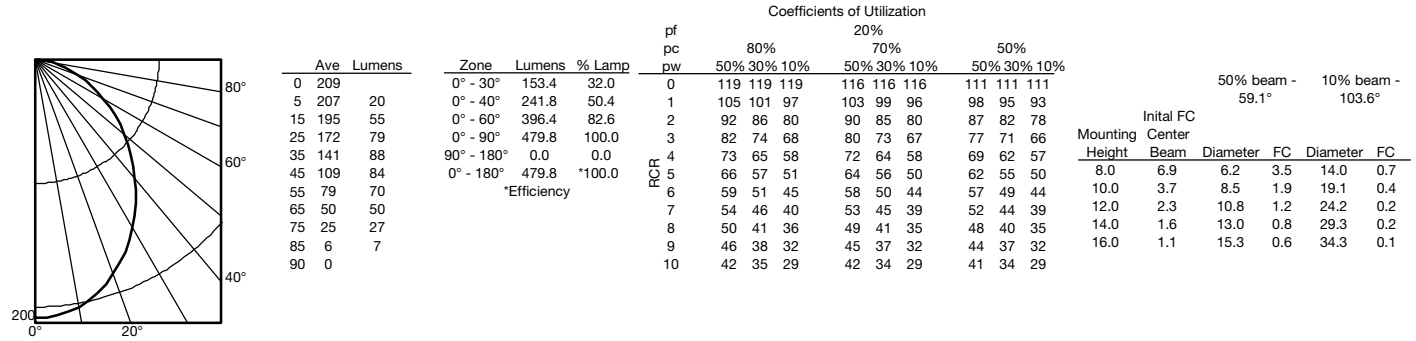 80°
60°
40°
200
0° 20°
Ave Lumens
0 209
5 207 20
15 195 55
25 172 79
35 141 88
45 109 84
55 79 70
65 50 50
75 25 27
85 6 7
90 0
Zone Lumens % Lamp
0° - 30° 153.4 32.0
0° - 40° 241.8 50.4
0° - 60° 396.4 82.6
0° - 90° 479.8 100.0
90° - 180° 0.0 0.0
0° - 180° 479.8 *100.0
*Efficiency
Coefficients of Utilization
pf 20%
pc 80% 70% 50%
pw 50% 30% 10% 50% 30% 10% 50% 30% 10%
RCR
0 119 119 119 116 116 116 111 111 111
1 105 101 97 103 99 96 98 95 93
2 92 86 80 90 85 80 87 82 78
3 82 74 68 80 73 67 77 71 66
4 73 65 58 72 64 58 69 62 57
5 66 57 51 64 56 50 62 55 50
6 59 51 45 58 50 44 57 49 44
7 54 46 40 53 45 39 52 44 39
8 50 41 36 49 41 35 48 40 35
9 46 38 32 45 37 32 44 37 32
10 42 35 29 42 34 29 41 34 29
50% beam - 10% beam -
59.1° 103.6°
Inital FC
Mounting Center
Height Beam Diameter FC Diameter FC
8.0 6.9 6.2 3.5 14.0 0.7
10.0 3.7 8.5 1.9 19.1 0.4
12.0 2.3 10.8 1.2 24.2 0.2
14.0 1.6 13.0 0.8 29.3 0.2
16.0 1.1 15.3 0.6 34.3 0.1